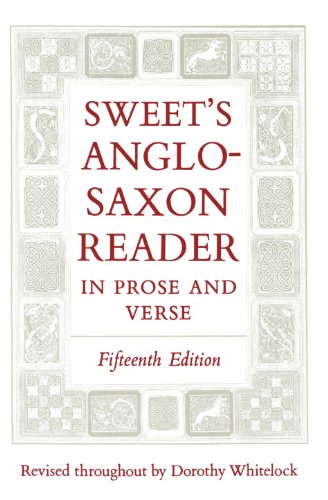 SWEET'S
ANGLO-
SAXON
READER
IN PROSE AND
VERSE
Fifteenth Edition
Revised throughout by Dorothy Whitelock